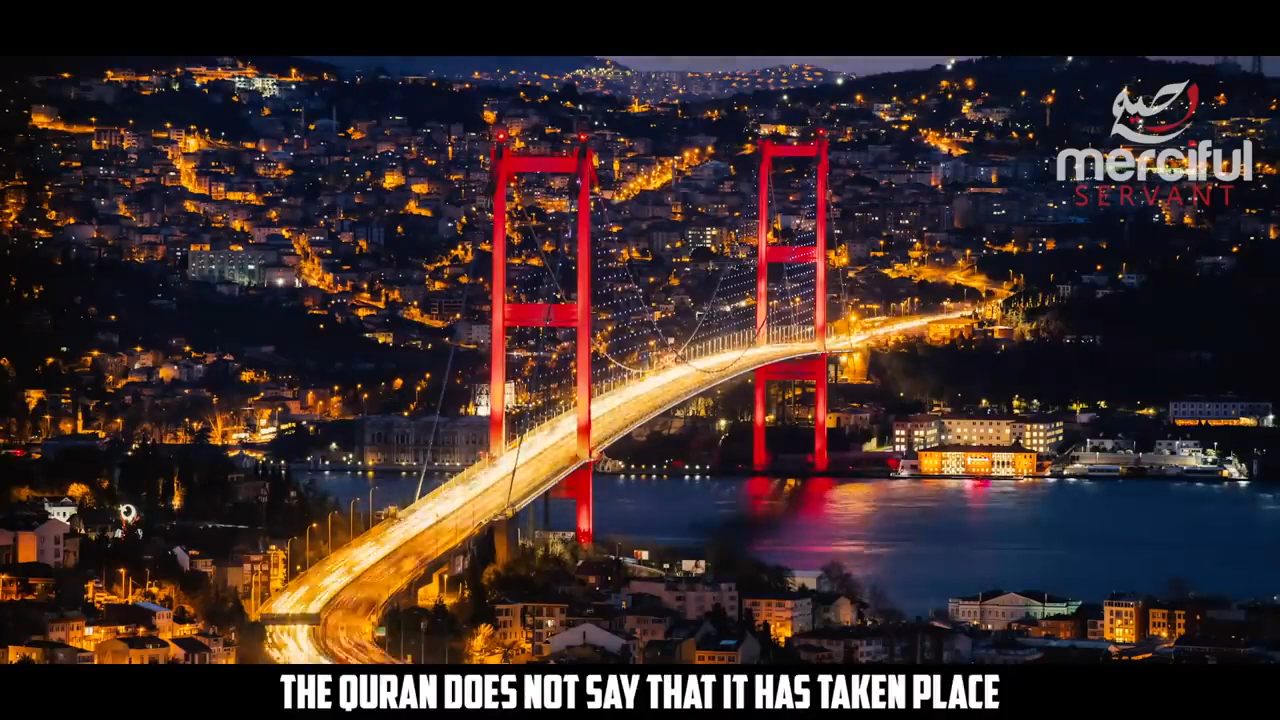 merciful
SERVANT
THE QURAN DOES NOT SAY THAT IT HAS TAKEN PLACE